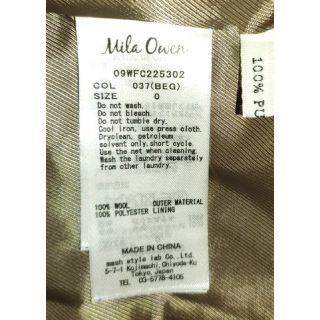 Mila Owen
09WFC225302
COL 037(BEG)
SIZE 0
Do not wash.
Do not bleach.
Do not tumble dry.
Cool iron, use press cloth.
Dryclean, petroleum
solvent only, short cycle.
Use the net when cleaning.
Wash the laundry separately
from other laundry.
100% WOOL OUTER MATERIAL
100% POLYESTER LINING
MADE IN CHINA
mash style lab Co.,Ltd.
5-7-1 Kojimachi, Chiyoda-Ku
Tokyo, Japan
TEL 03-5778-4105
100% PU